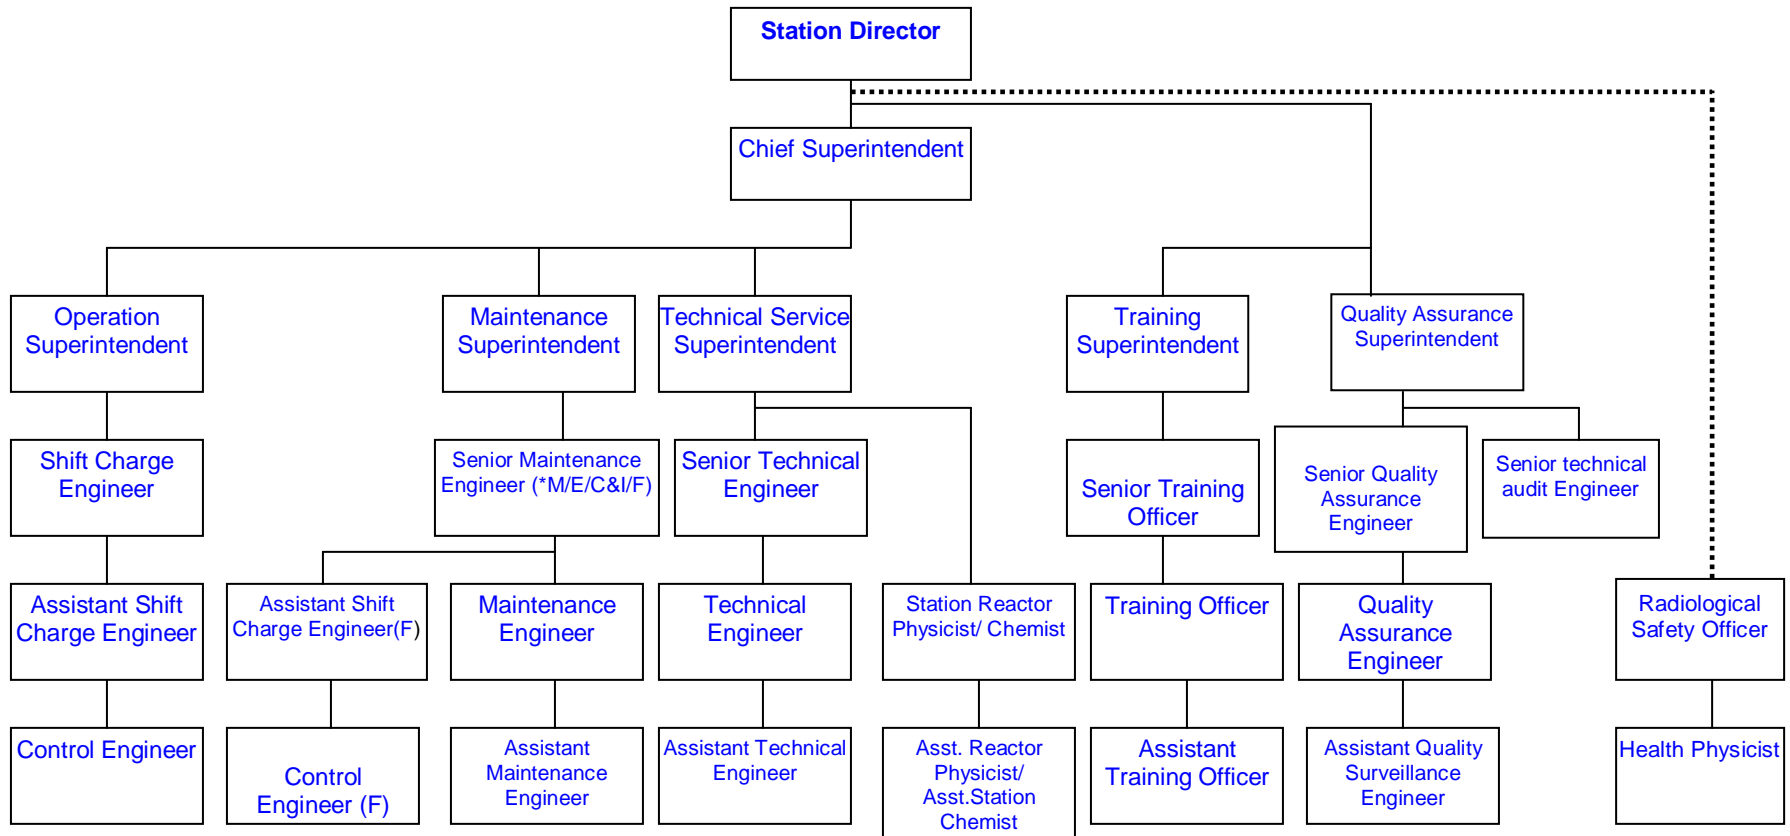 Station Director
Chief Superintendent
Operation
Superintendent
Maintenance
Superintendent
Technical Service
Superintendent
Training
Superintendent
Quality Assurance
Superintendent
Shift Charge
Engineer
Senior Maintenance
Engineer (*M/E/C&I/F)
Senior Technical
Engineer
Senior Training
Officer
Senior Quality
Assurance
Engineer
Senior technical
audit Engineer
Assistant Shift
Charge Engineer
Assistant Shift
Charge Engineer(F)
Maintenance
Engineer
Technical
Engineer
Station Reactor
Physicist/ Chemist
Training Officer
Quality
Assurance
Engineer
Radiological
Safety Officer
Control Engineer
Control
Engineer (F)
Assistant
Maintenance
Engineer
Assistant Technical
Engineer
Asst. Reactor
Physicist/
Asst.Station
Chemist
Assistant
Training Officer
Assistant Quality
Surveillance
Engineer
Health Physicist